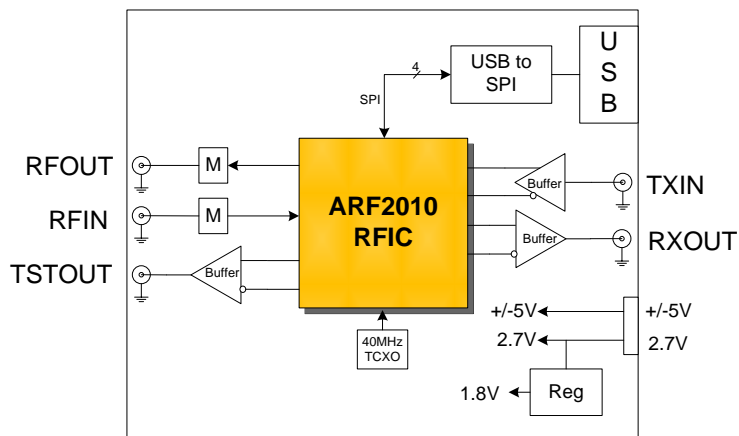 U
S
B
USB to
SPI
4
SPI
RFOUT
M
RFIN
M
TSTOUT
Buffer
ARF2010
RFIC
Buffer
TXIN
Buffer
RXOUT
40MHz
TCXO
+/-5V
+/-5V
2.7V
2.7V
Reg
1.8V